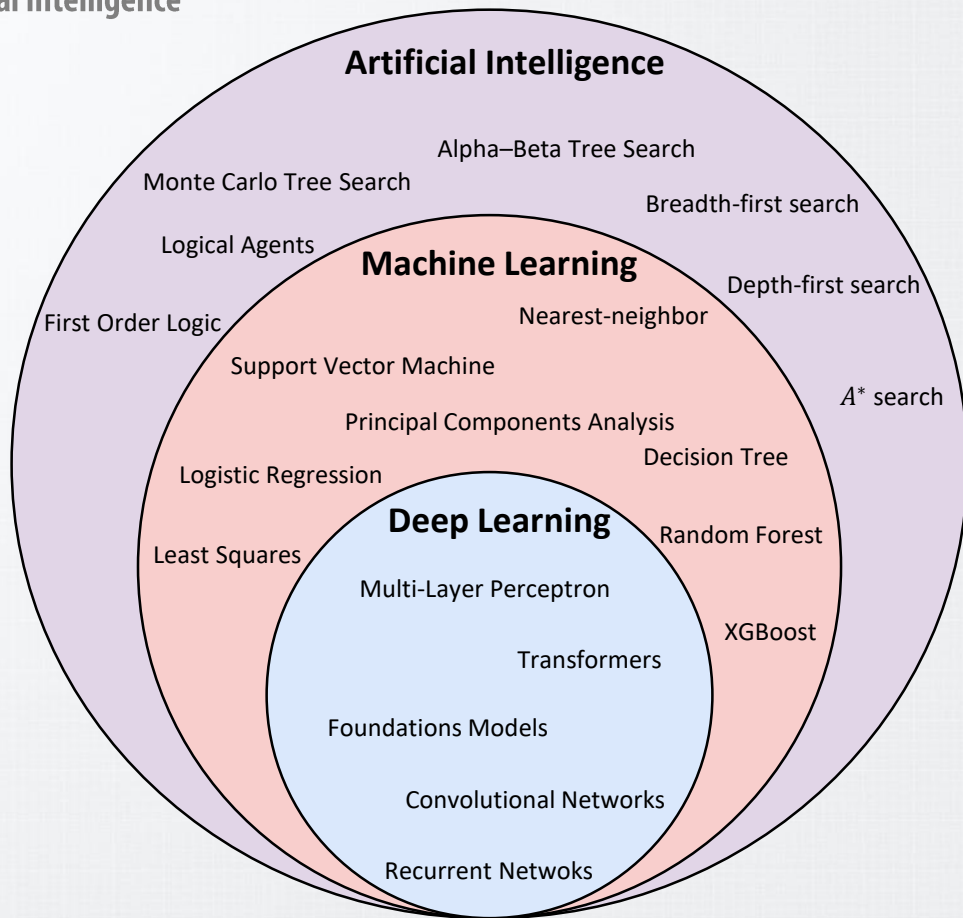 al Intelligence
Artificial Intelligence
Alpha–Beta Tree Search
Monte Carlo Tree Search
Breadth-first search
Logical Agents
Machine Learning
Depth-first search
Nearest-neighbor
First Order Logic
Support Vector Machine
A* search
Principal Components Analysis
Decision Tree
Logistic Regression
Deep Learning
Random Forest
Least Squares
Multi-Layer Perceptron
XGBoost
Transformers
Foundations Models
Convolutional Networks
Recurrent Netwoks